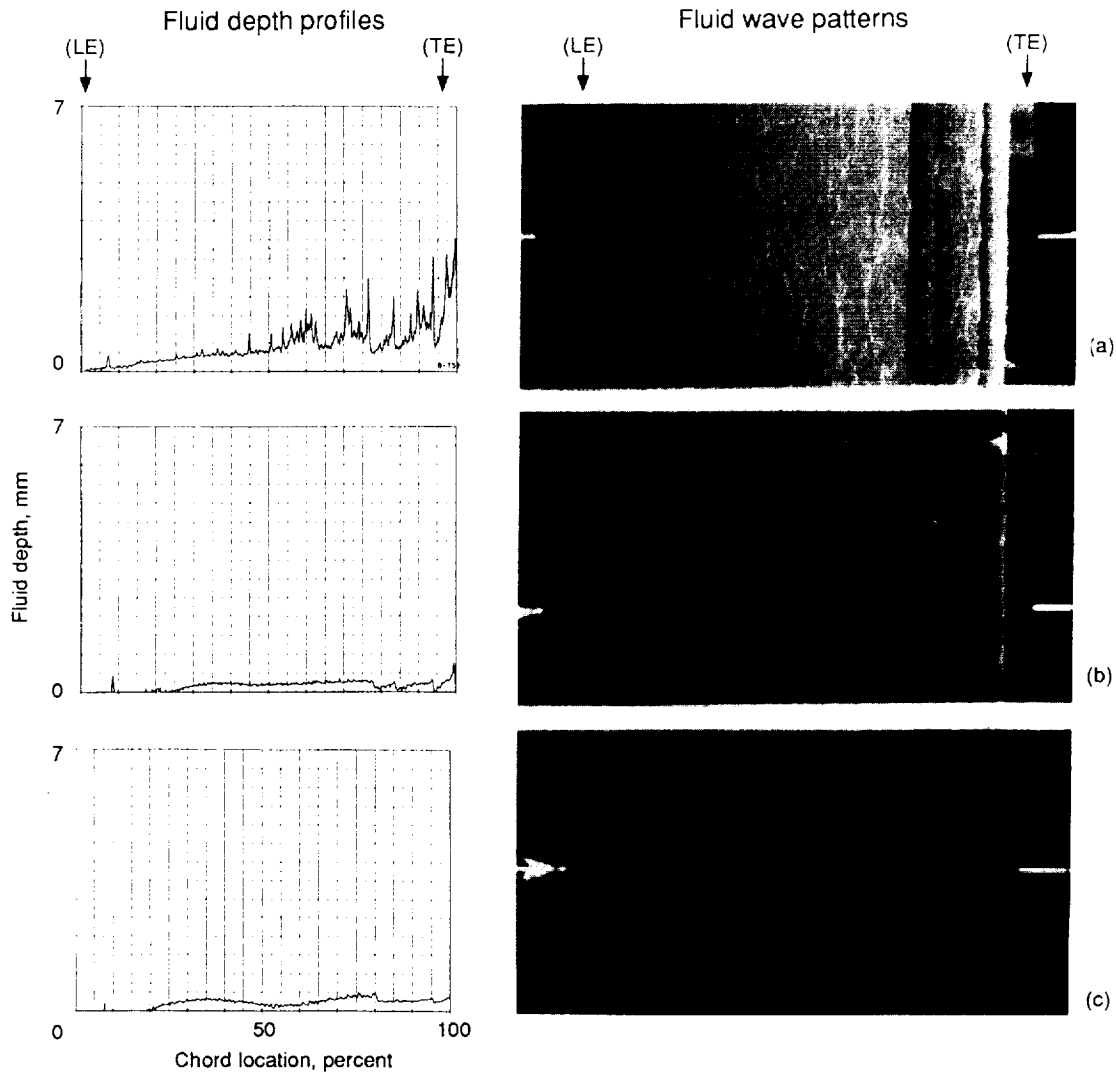 Fluid depth profiles
Fluid wave patterns
(LE)
(TE)
(LE)
(TE)
7
0
(a)
7
0
(b)
Fluid depth, mm
7
0
50
100
(c)
Chord location, percent